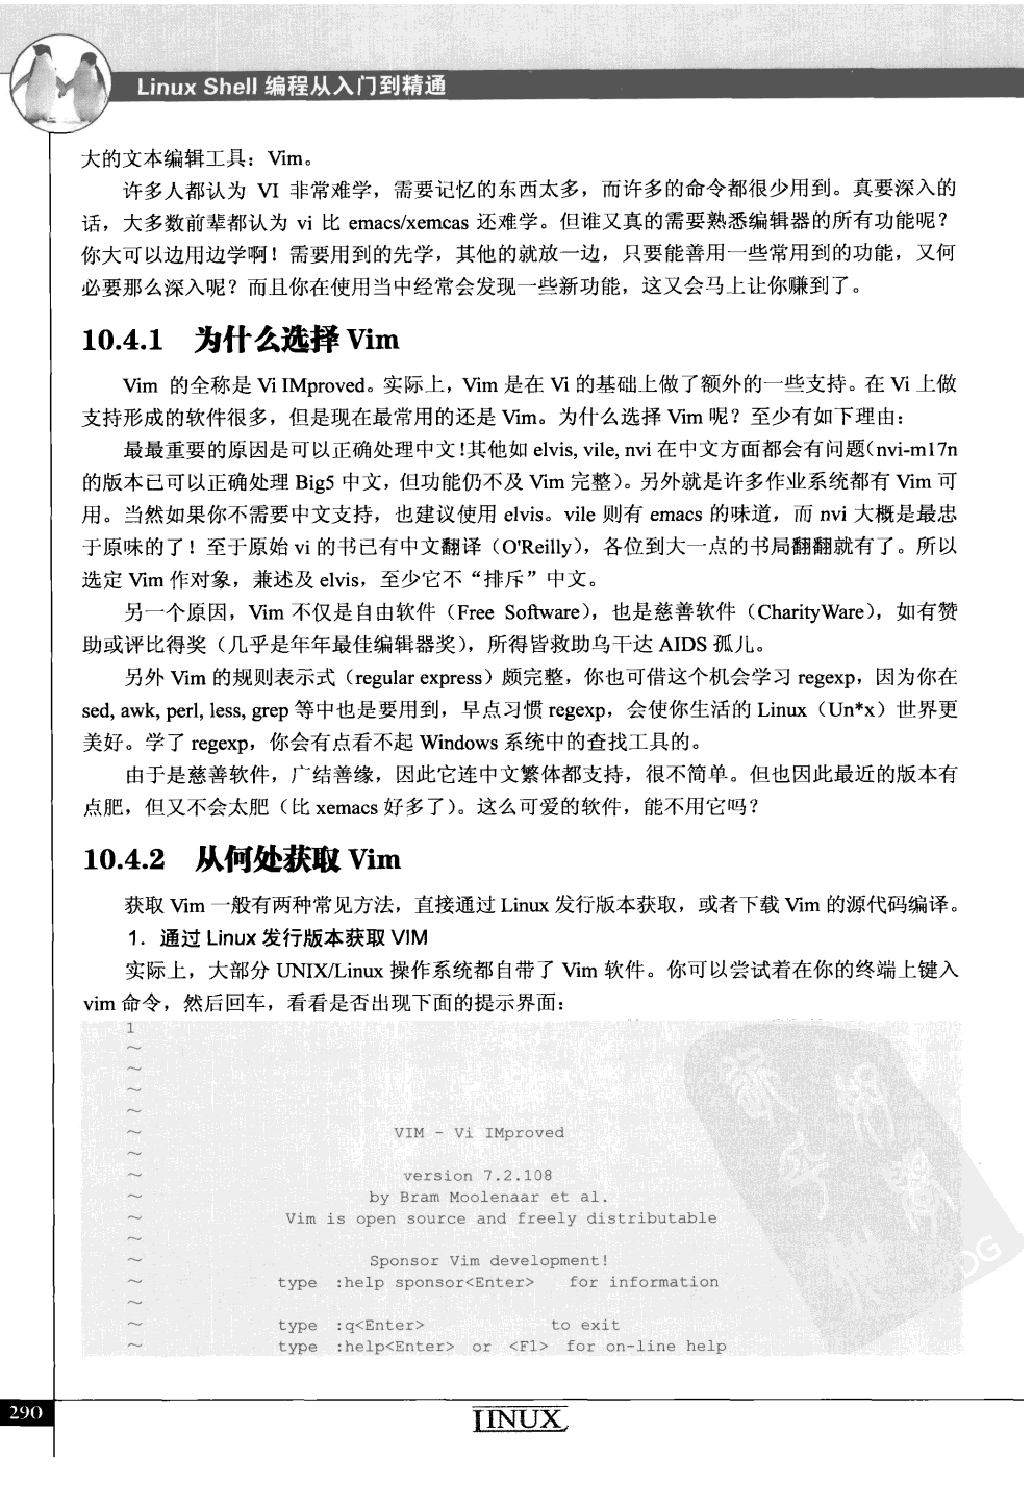 Linux Shell 编程从入门到精通
大的文本编辑工具：Vim。
许多人都认为 VI 非常难学，需要记忆的东西太多，而许多的命令都很少用到。真要深入的
话，大多数前辈都认为 vi 比 emacs/xemcas 还难学。但谁又真的需要熟悉编辑器的所有功能呢？
你大可以边用边学啊！需要用到的先学，其他的就放一边，只要能善用一些常用到的功能，又何
必要那么深入呢？而且你在使用当中经常会发现一些新功能，这又会马上让你赚到了。
10.4.1 为什么选择 Vim
Vim 的全称是 Vi IMproved。实际上，Vim 是在 Vi 的基础上做了额外的一些支持。在 Vi 上做
支持形成的软件很多，但是现在最常用的还是 Vim。为什么选择 Vim 呢？至少有如下理由：
最最重要的原因是可以正确处理中文！其他如 elvis, vile, nvi 在中文方面都会有问题（nvi-m17n
的版本已可以正确处理 Big5 中文，但功能仍不及 Vim 完整）。另外就是许多作业系统都有 Vim 可
用。当然如果你不需要中文支持，也建议使用 elvis。vile 则有 emacs 的味道，而 nvi 大概是最忠
于原味的了！至于原始 vi 的书已有中文翻译（O'Reilly），各位到大一点的书局翻翻就有了。所以
选定 Vim 作对象，兼述及 elvis，至少它不“排斥”中文。
另一个原因，Vim 不仅是自由软件（Free Software），也是慈善软件（CharityWare），如有赞
助或评比得奖（几乎是年年最佳编辑器奖），所得皆救助乌干达 AIDS 孤儿。
另外 Vim 的规则表示式（regular express）颇完整，你也可借这个机会学习 regexp，因为你在
sed, awk, perl, less, grep 等中也是要用到，早点习惯 regexp，会使你生活的 Linux（Un*x）世界更
美好。学了 regexp，你会有点看不起 Windows 系统中的查找工具的。
由于是慈善软件，广结善缘，因此它连中文繁体都支持，很不简单。但也因此最近的版本有
点肥，但又不会太肥（比 xemacs 好多了）。这么可爱的软件，能不用它吗？
10.4.2 从何处获取 Vim
获取 Vim 一般有两种常见方法，直接通过 Linux 发行版本获取，或者下载 Vim 的源代码编译。
1．通过 Linux 发行版本获取 VIM
实际上，大部分 UNIX/Linux 操作系统都自带了 Vim 软件。你可以尝试着在你的终端上键入
vim 命令，然后回车，看看是否出现下面的提示界面：
1
~
~
~
~
~ VIM - Vi IMproved
~
~ version 7.2.108
~ by Bram Moolenaar et al.
~ Vim is open source and freely distributable
~
~ Sponsor Vim development!
~ type :help sponsor<Enter> for information
~
~ type :q<Enter> to exit
~ type :help<Enter> or <F1> for on-line help
290
LINUX